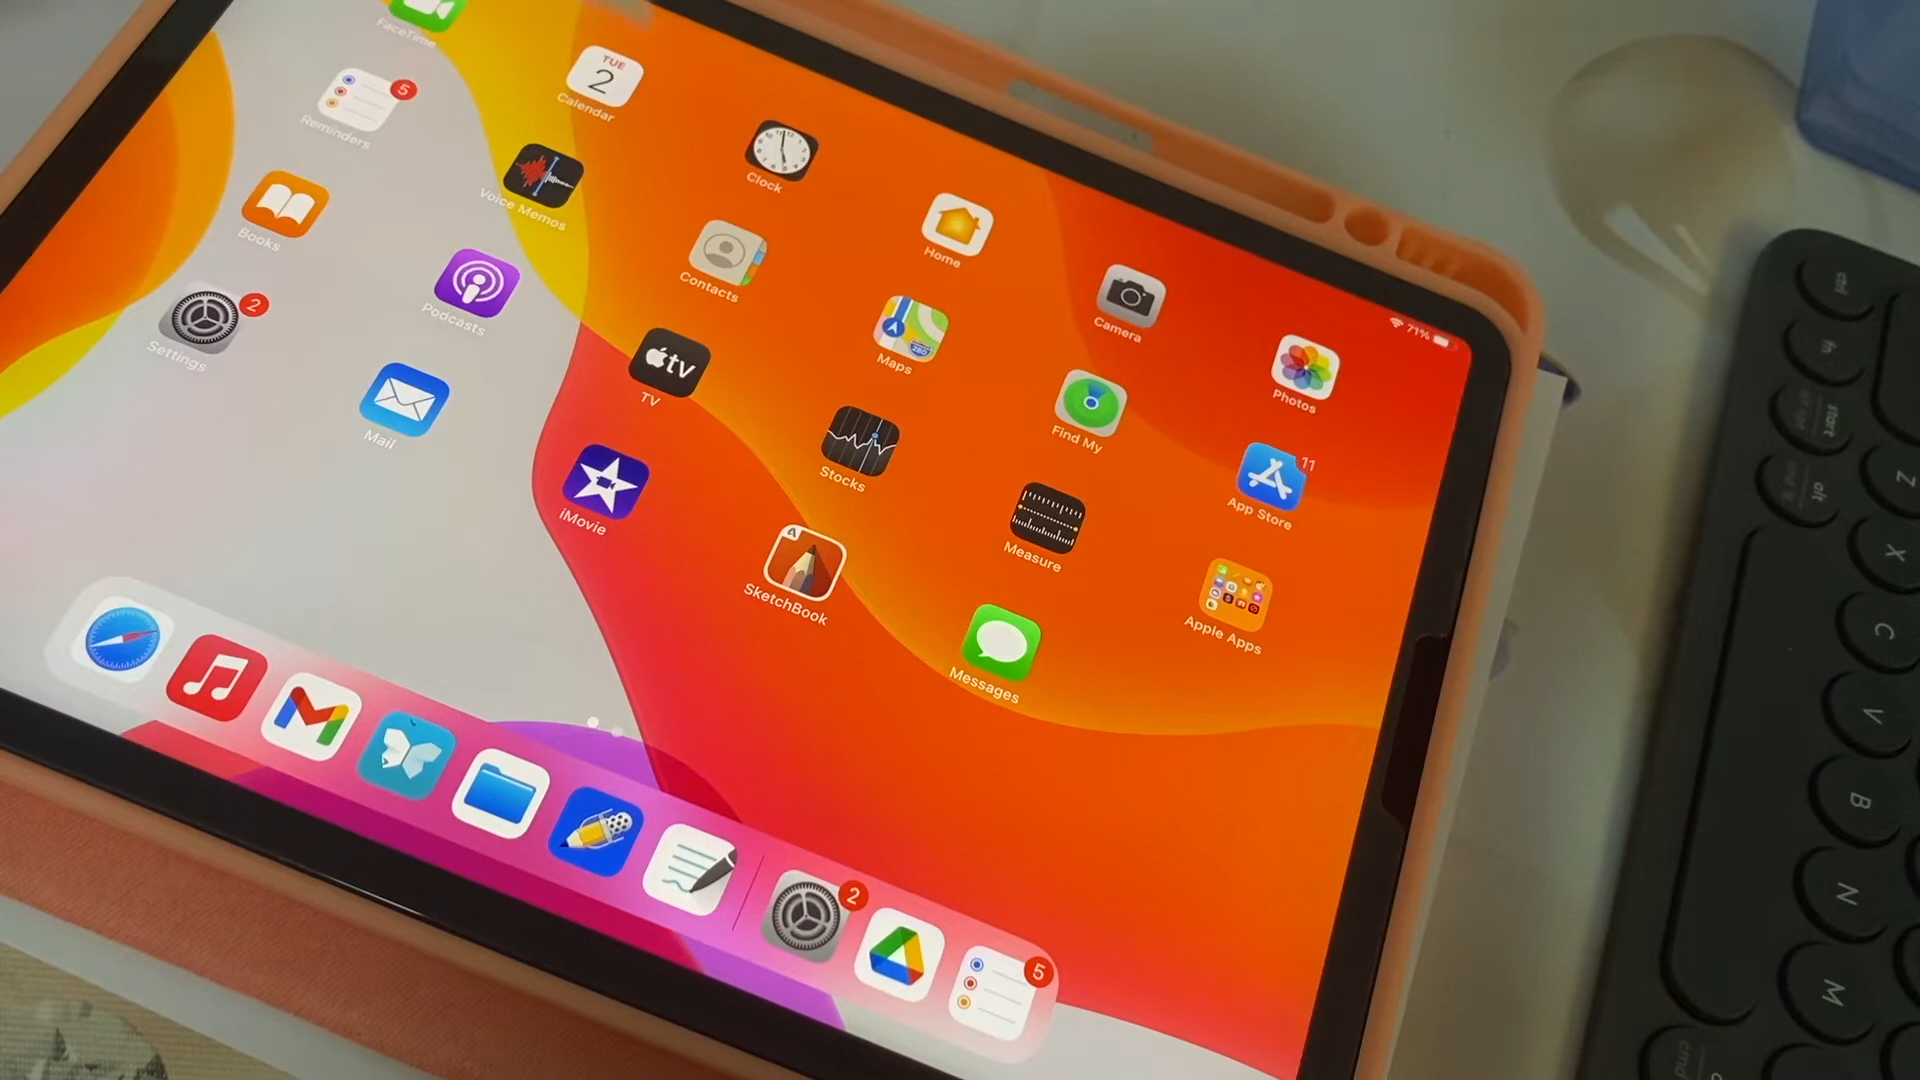 FaceTime
TUE
2
Calendar
Clock
Home
Camera
71%
Photos
5
Reminders
Voice Memos
Contacts
Maps
280
Find My
11
App Store
Books
Podcasts
tv
TV
Stocks
Measure
Apple Apps
2
Settings
Mail
iMovie
SketchBook
Messages
2
5
ctrl
fn
start
alt
Z
X
C
V
B
N
M
cmd